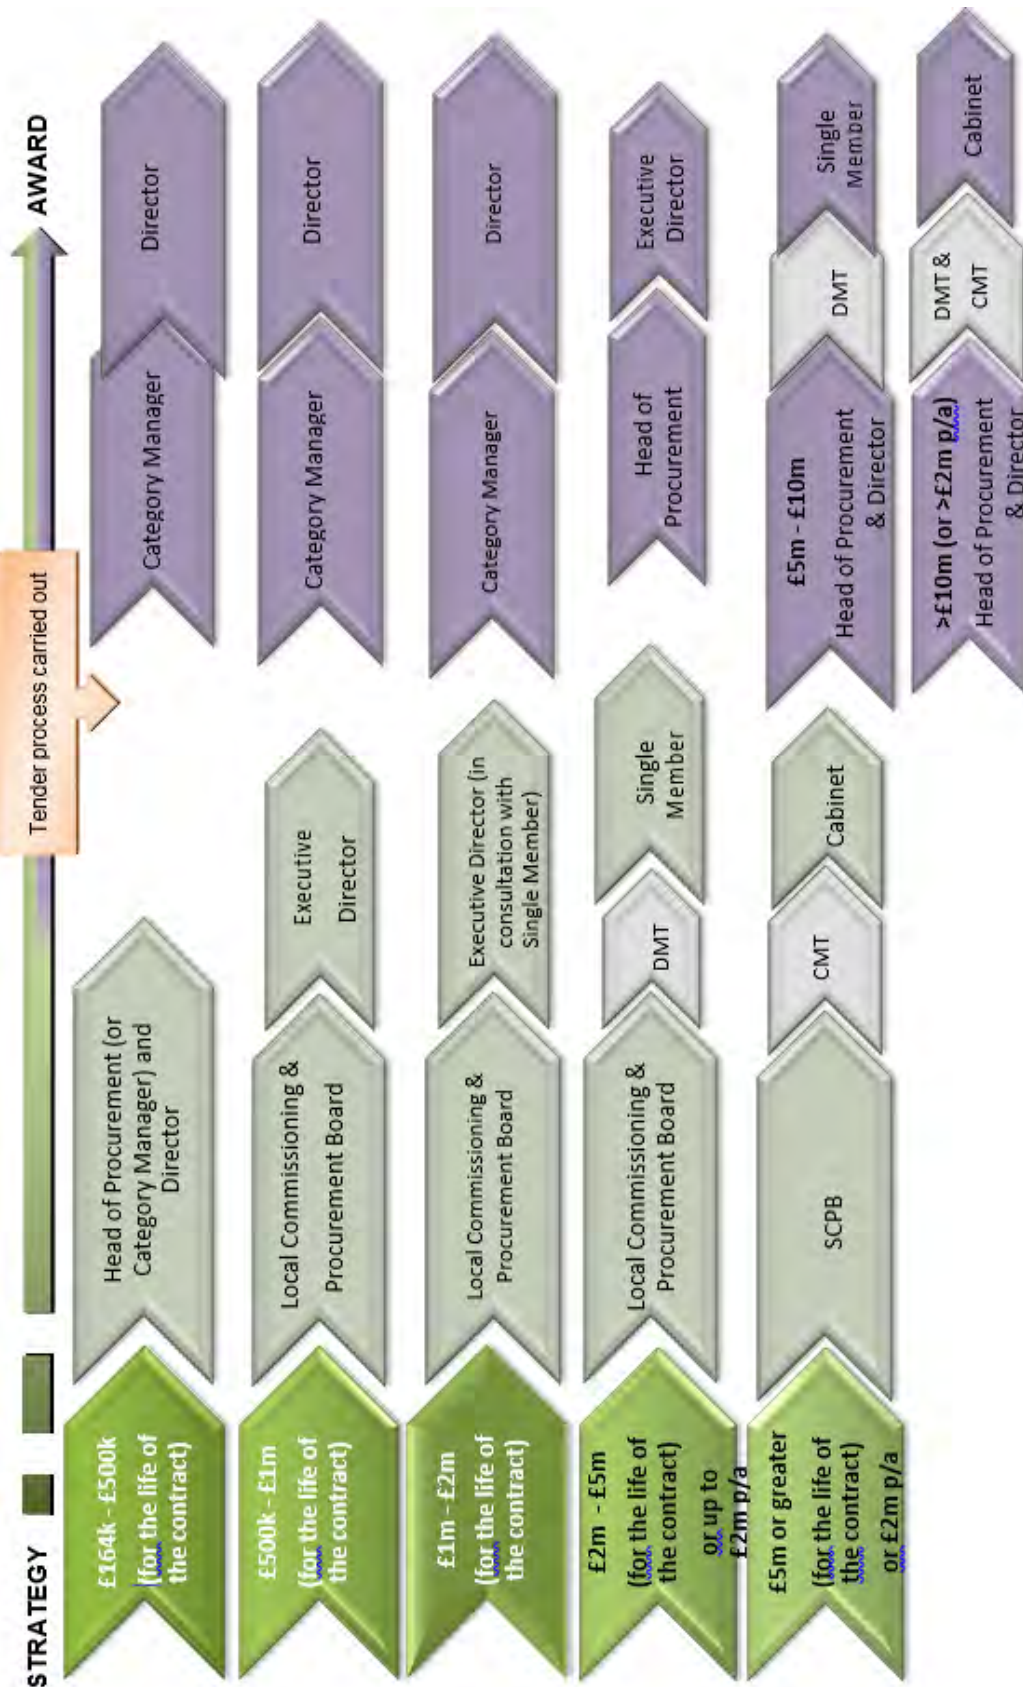 STRATEGY
AWARD
Tender process carried out
£164k - £500k
(for the life of
the contract)
Head of Procurement (or
Category Manager) and
Director
Category Manager
Director
£500k - £1m
(for the life of
the contract)
Local Commissioning &
Procurement Board
Executive
Director
Category Manager
Director
£1m - £2m
(for the life of
the contract)
Local Commissioning &
Procurement Board
Executive Director (in
consultation with
Single Member)
Category Manager
Director
£2m - £5m
(for the life of
the contract)
or up to
£2m p/a
Local Commissioning &
Procurement Board
DMT
Single
Member
Head of
Procurement
Executive
Director
£5m or greater
(for the life of
the contract)
or £2m p/a
SCPB
CMT
Cabinet
£5m - £10m
Head of Procurement
& Director
DMT
Single
Member
>£10m (or >£2m p/a)
Head of Procurement
& Director
DMT &
CMT
Cabinet